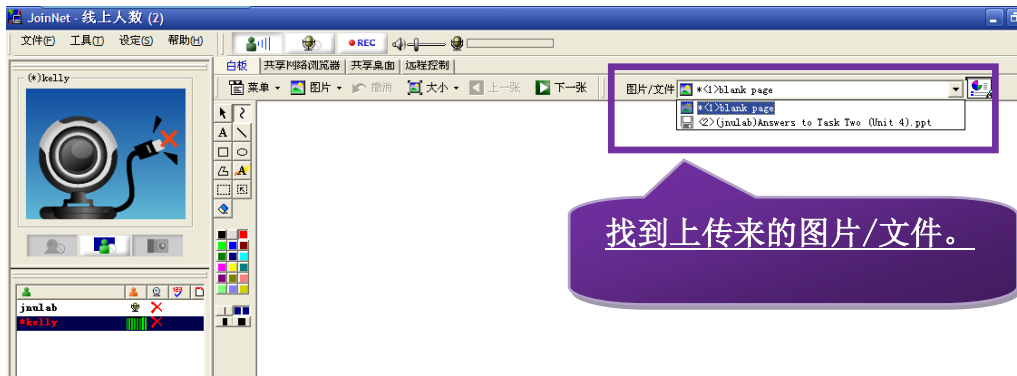 JoinNet - 线上人数 (2)
文件(F) 工具(T) 设定(S) 帮助(H)
REC
白板 共享网络浏览器 共享桌面 远程控制
(*)kelly
菜单 图片 撤消 大小 上一张 下一张 图片/文件 *<1>blank page
*<1>blank page
<2>(jnulab)Answers to Task Two (Unit 4).ppt
A
A
K
找到上传来的图片/文件。
jnulab
*kelly